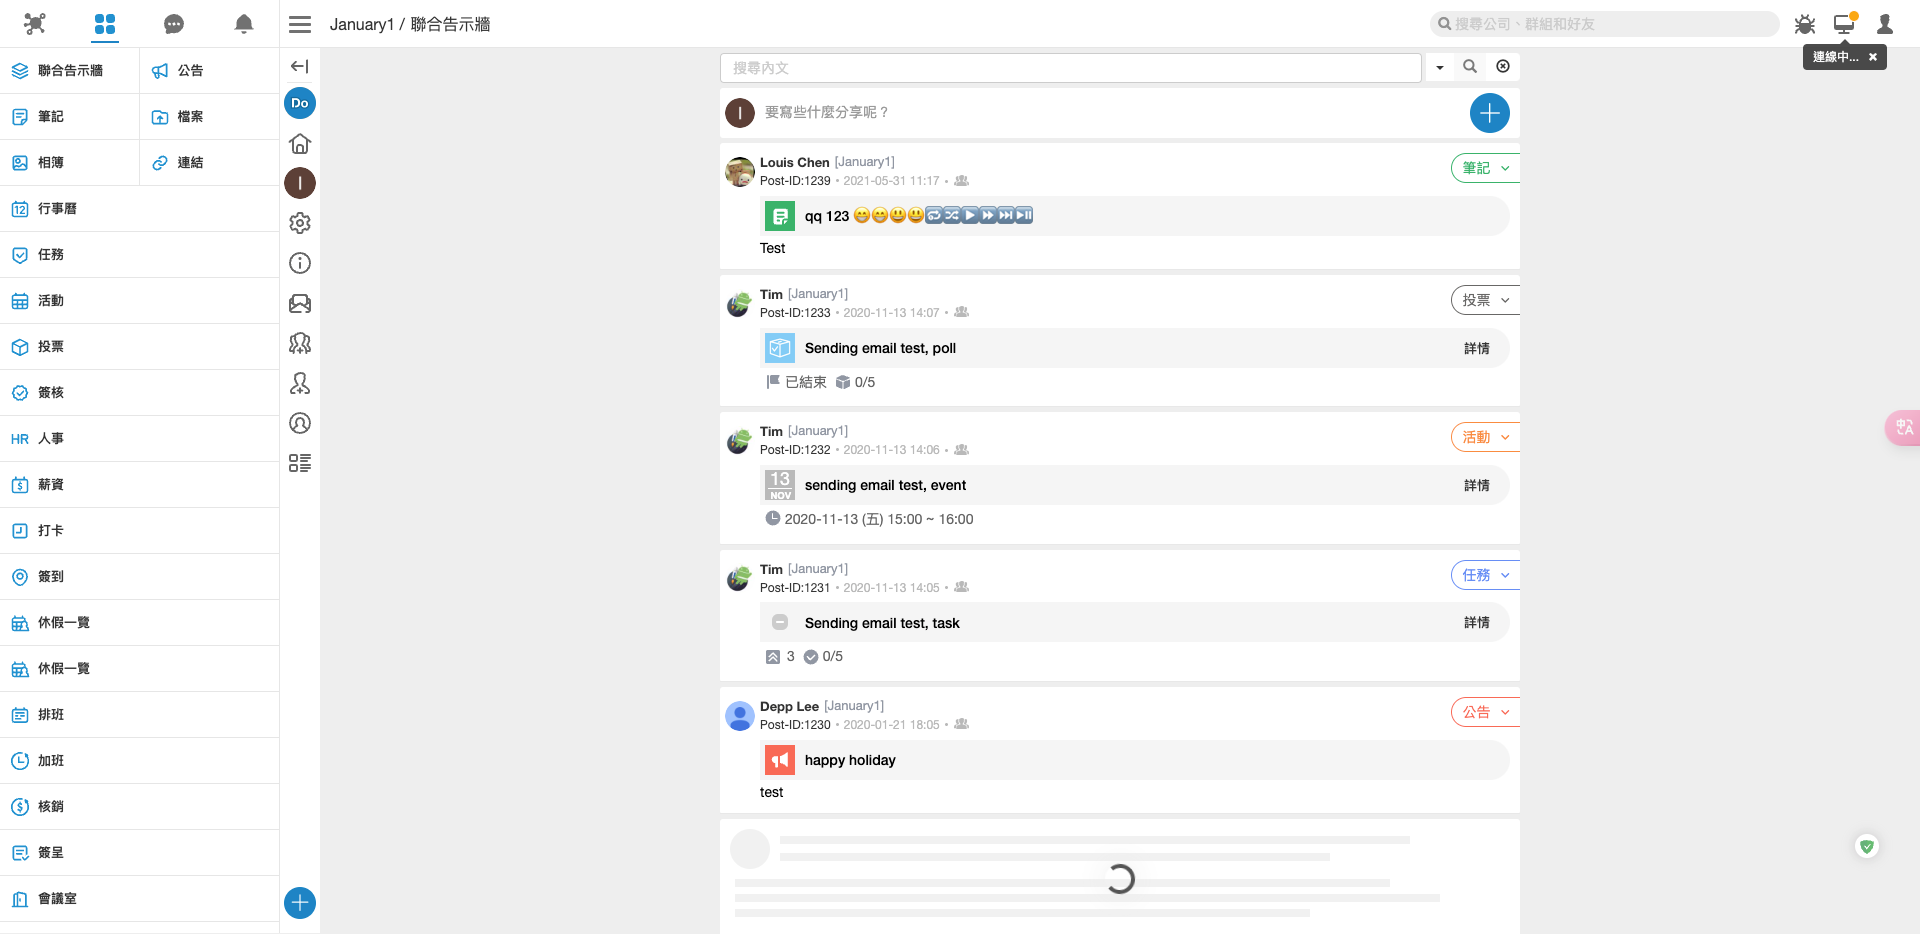 January1 / 聯合告示牆
搜尋公司、群組和好友
連線中... ×
聯合告示牆
公告
筆記
檔案
相簿
連結
12 行事曆
任務
活動
投票
簽核
HR 人事
薪資
打卡
簽到
休假一覽
休假一覽
排班
加班
核銷
簽呈
會議室
Do
I
搜尋內文
I 要寫些什麼分享呢？
Louis Chen [January1]
筆記
Post-ID:1239 • 2021-05-31 11:17 •
qq 123 😁😁😃😃🔁🔀▶️⏩⏭️⏯️
Test
Tim [January1]
投票
Post-ID:1233 • 2020-11-13 14:07 •
Sending email test, poll 詳情
已結束 0/5
Tim [January1]
活動
Post-ID:1232 • 2020-11-13 14:06 •
13 NOV sending email test, event 詳情
2020-11-13 (五) 15:00 ~ 16:00
Tim [January1]
任務
Post-ID:1231 • 2020-11-13 14:05 •
Sending email test, task 詳情
3 0/5
Depp Lee [January1]
公告
Post-ID:1230 • 2020-01-21 18:05 •
happy holiday
test
中A